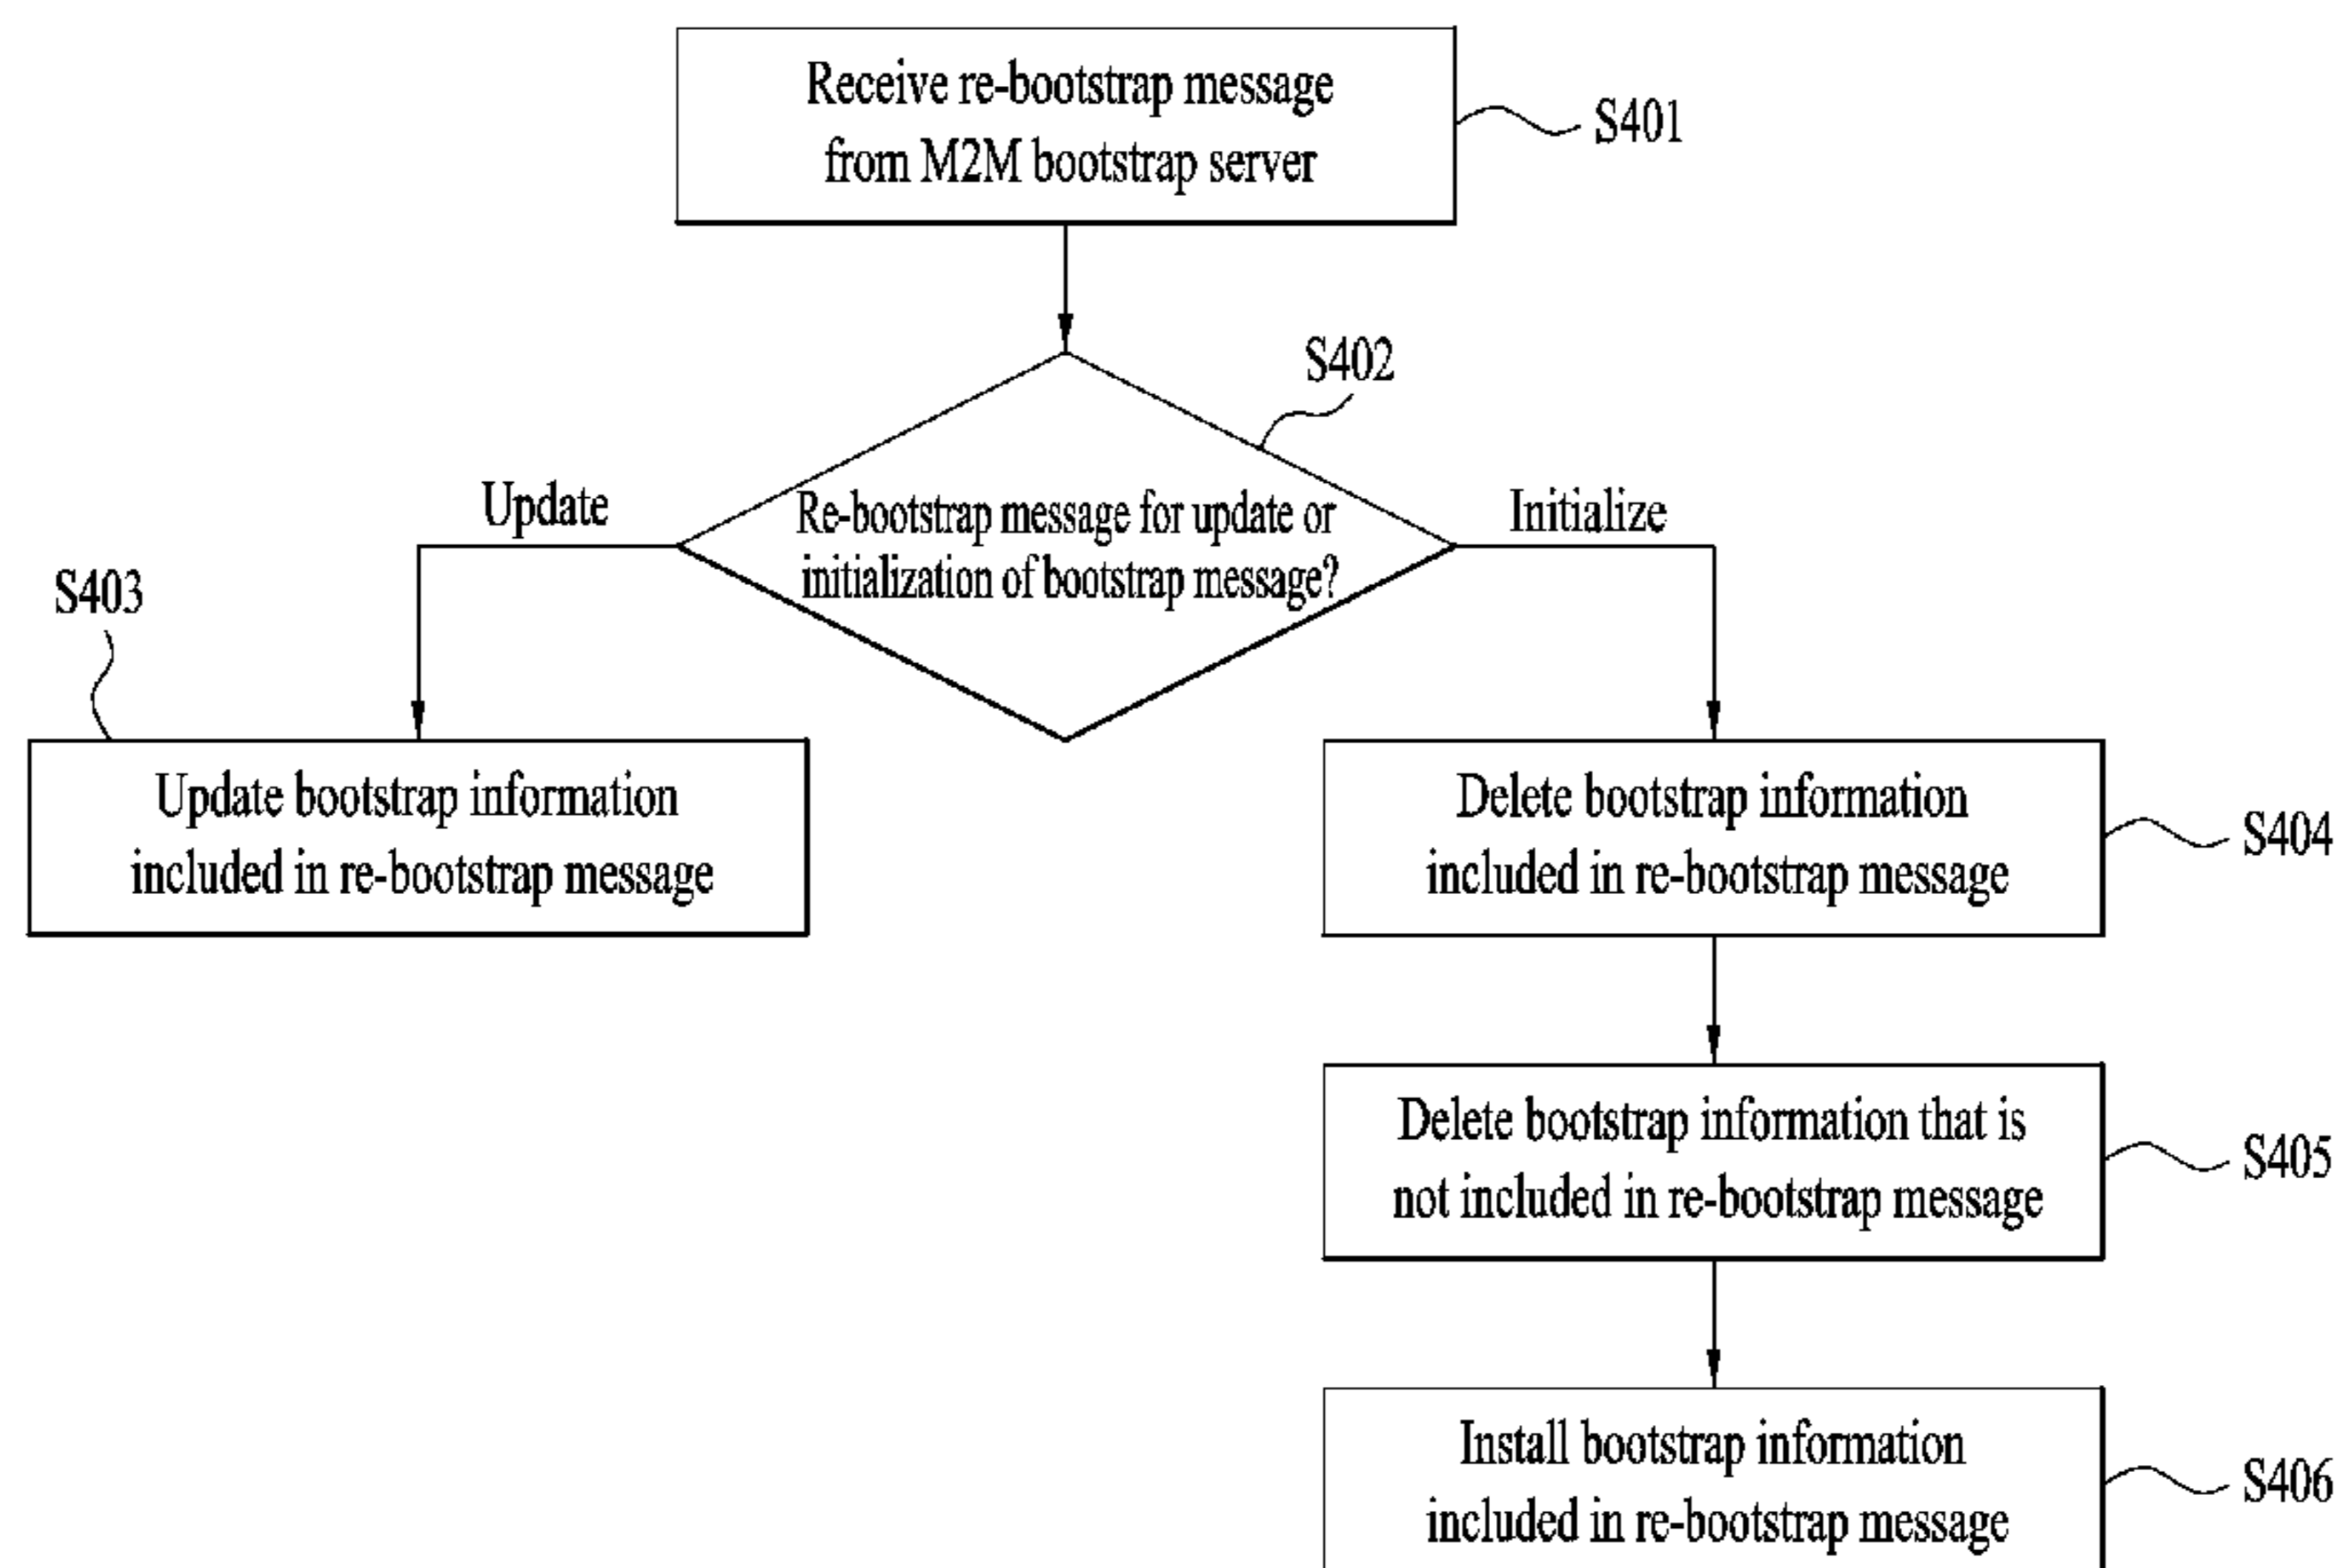 Receive re-bootstrap message
from M2M bootstrap server
S401
S402
Re-bootstrap message for update or
initialization of bootstrap message?
Update
Initialize
S403
Update bootstrap information
included in re-bootstrap message
Delete bootstrap information
included in re-bootstrap message
S404
Delete bootstrap information that is
not included in re-bootstrap message
S405
Install bootstrap information
included in re-bootstrap message
S406